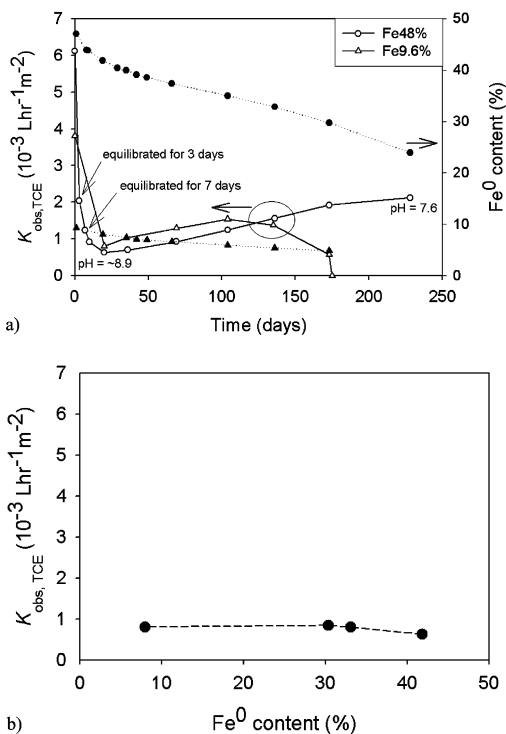 7
6
5
4
3
2
1
0
K obs,TCE (10⁻³ Lhr⁻¹m⁻²)
50
40
30
20
10
0
Fe⁰ content (%)
Fe48%
Fe9.6%
equilibrated for 3 days
equilibrated for 7 days
pH = ~8.9
pH = 7.6
0 50 100 150 200 250
Time (days)
a)
7
6
5
4
3
2
1
0
K obs, TCE (10⁻³ Lhr⁻¹m⁻²)
0 10 20 30 40 50
Fe⁰ content (%)
b)